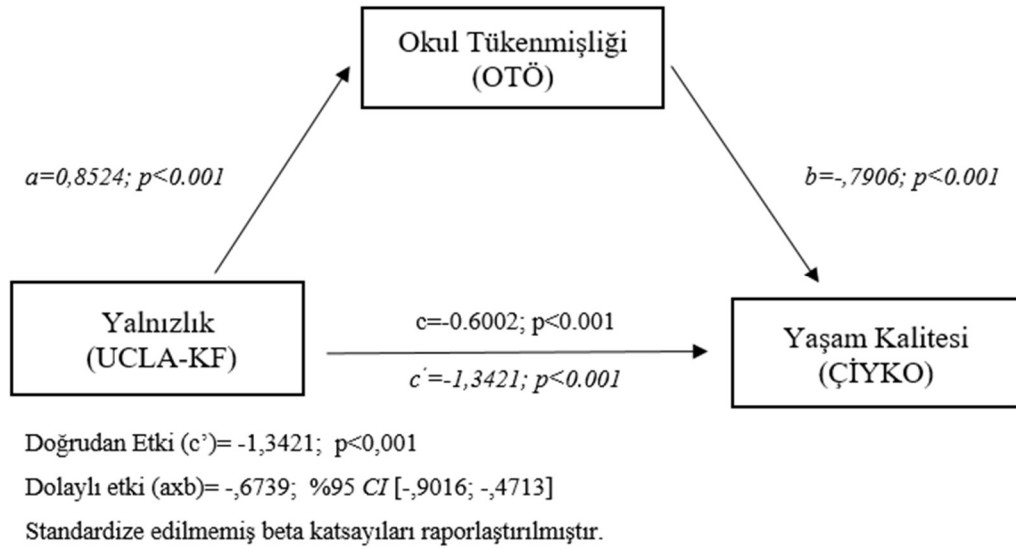 Okul Tükenmişliği
(OTÖ)
a=0,8524; p<0.001
b=-,7906; p<0.001
Yalnızlık
(UCLA-KF)
c=-0.6002; p<0.001
c´=-1,3421; p<0.001
Yaşam Kalitesi
(ÇİYKO)
Doğrudan Etki (c’)= -1,3421; p<0,001
Dolaylı etki (axb)= -,6739; %95 CI [-,9016; -,4713]
Standardize edilmemiş beta katsayıları raporlaştırılmıştır.